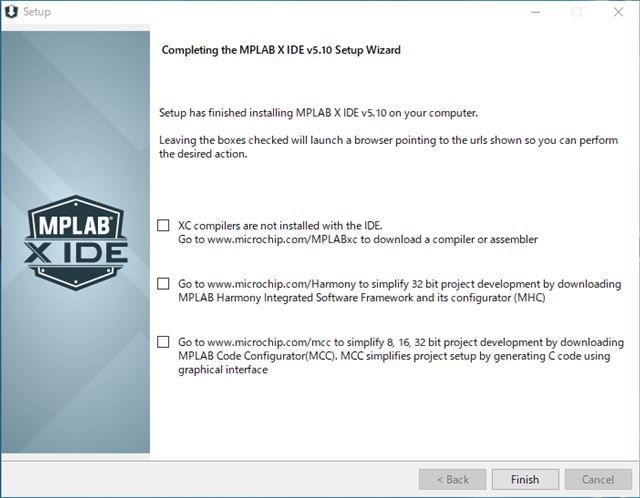 Setup
Completing the MPLAB X IDE v5.10 Setup Wizard
Setup has finished installing MPLAB X IDE v5.10 on your computer.
Leaving the boxes checked will launch a browser pointing to the urls shown so you can perform
the desired action.
MPLAB®
X IDE
XC compilers are not installed with the IDE.
Go to www.microchip.com/MPLABxc to download a compiler or assembler
Go to www.microchip.com/Harmony to simplify 32 bit project development by downloading
MPLAB Harmony Integrated Software Framework and its configurator (MHC)
Go to www.microchip.com/mcc to simplify 8, 16, 32 bit project development by downloading
MPLAB Code Configurator(MCC). MCC simplifies project setup by generating C code using
graphical interface
< Back
Finish
Cancel